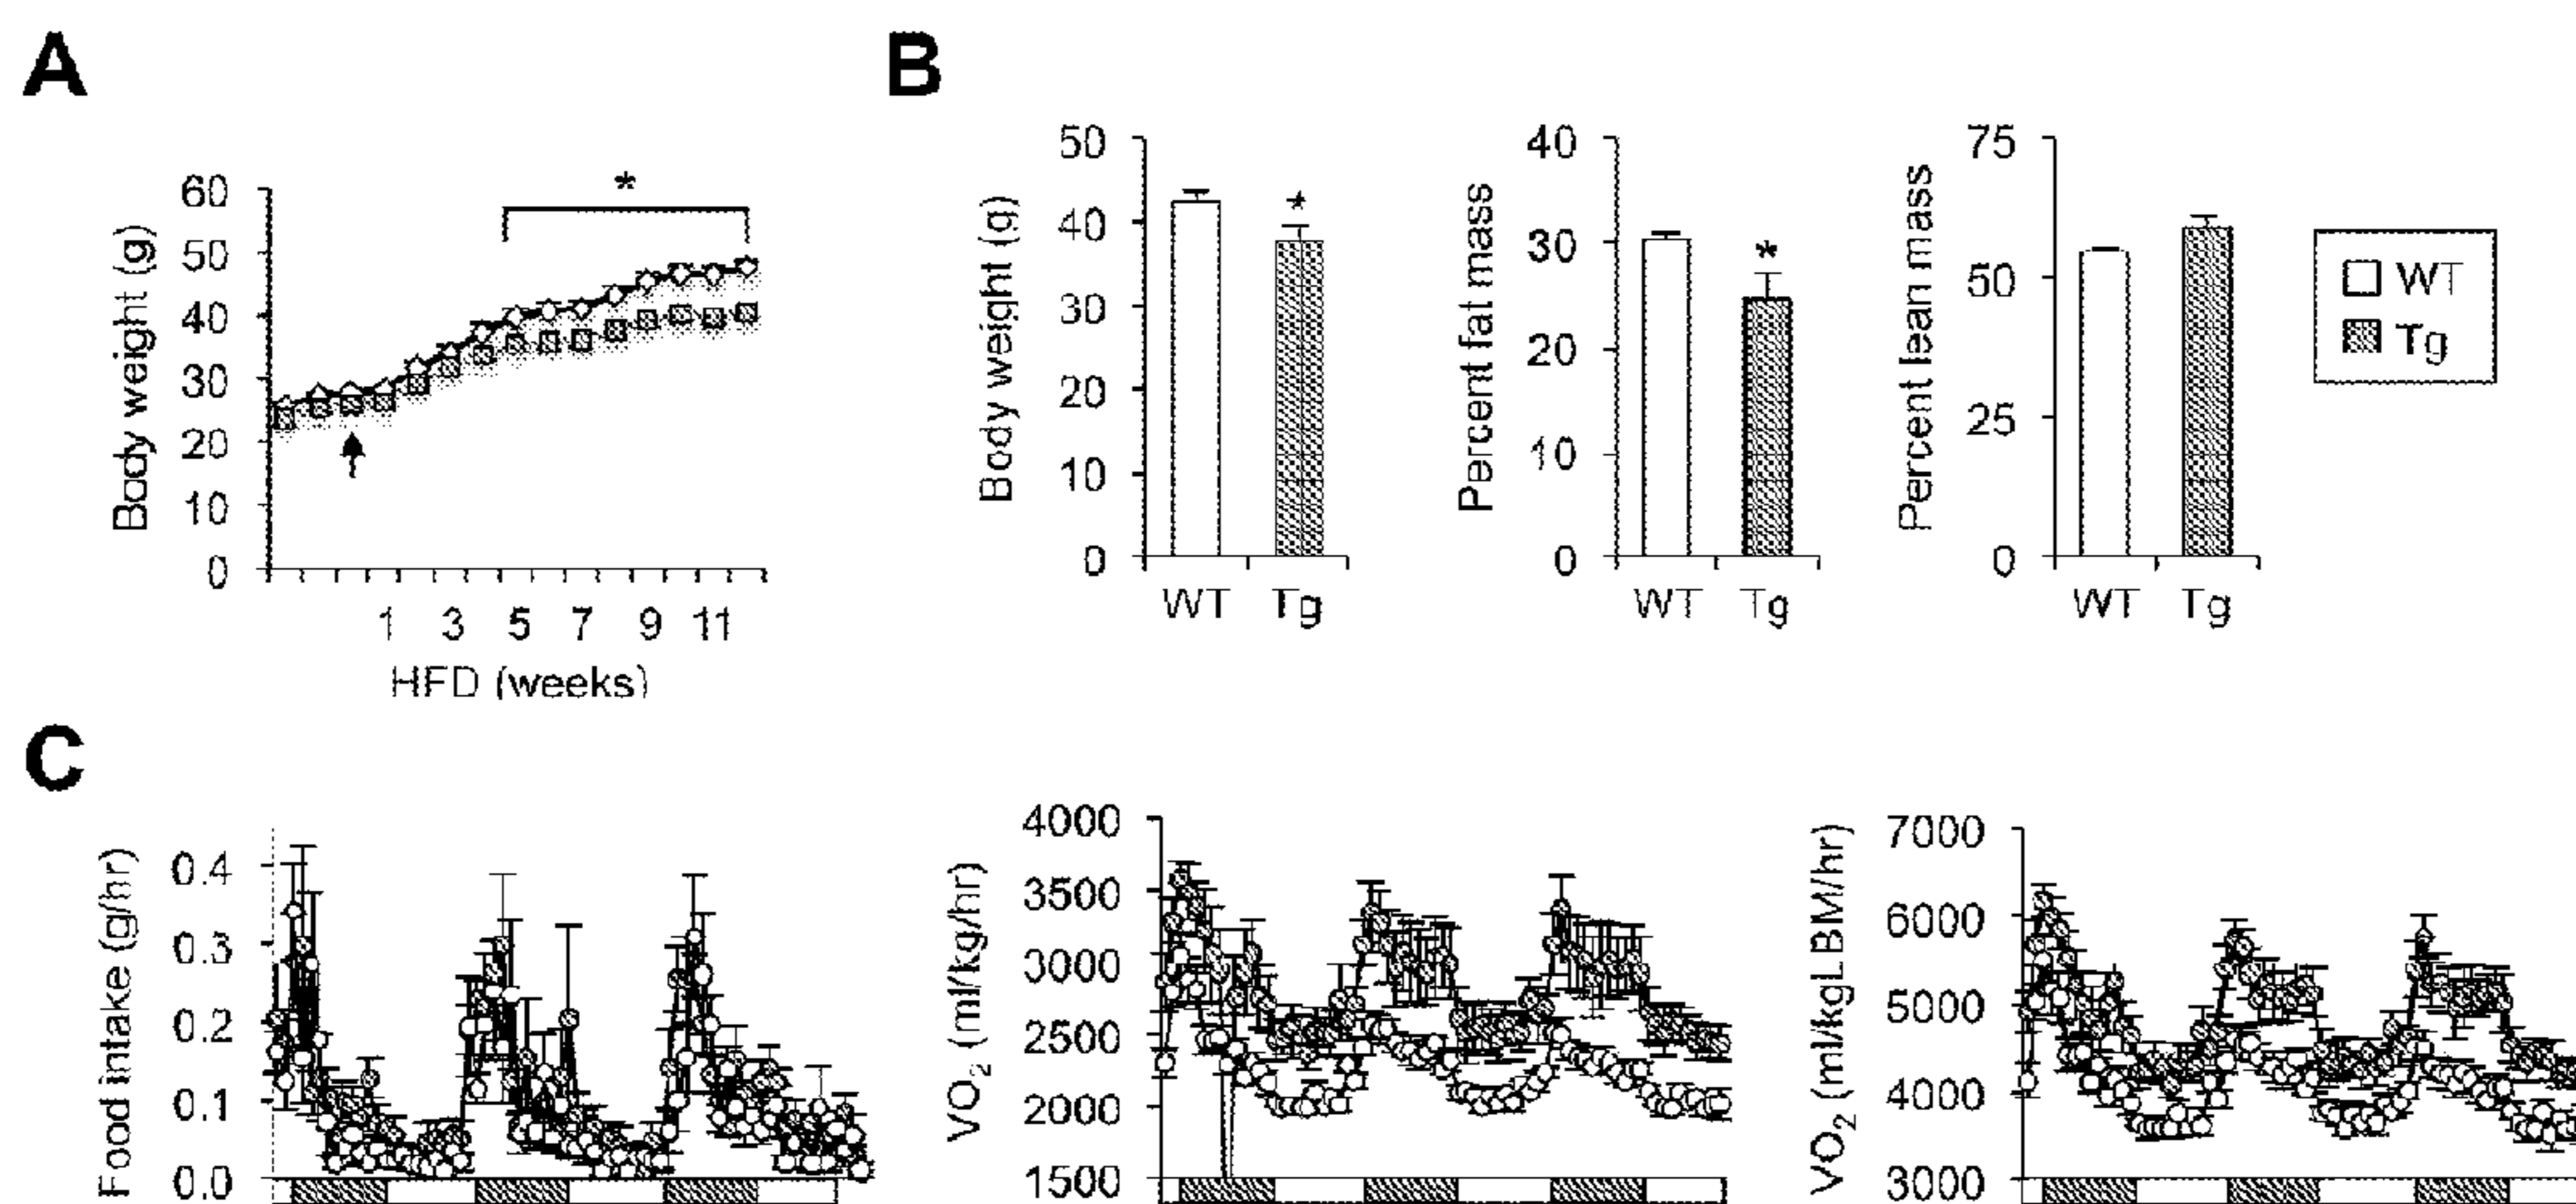 A
Body weight (g)
60
50
40
30
20
10
0
*
1 3 5 7 9 11
HFD (weeks)
B
Body weight (g)
50
40
30
20
10
0
*
WT Tg
Percent fat mass
40
30
20
10
0
*
WT Tg
Percent lean mass
75
50
25
0
WT Tg
WT
Tg
C
Food intake (g/hr)
0.4
0.3
0.2
0.1
0.0
VO2 (ml/kg/hr)
4000
3500
3000
2500
2000
1500
VO2 (ml/kgLBM/hr)
7000
6000
5000
4000
3000